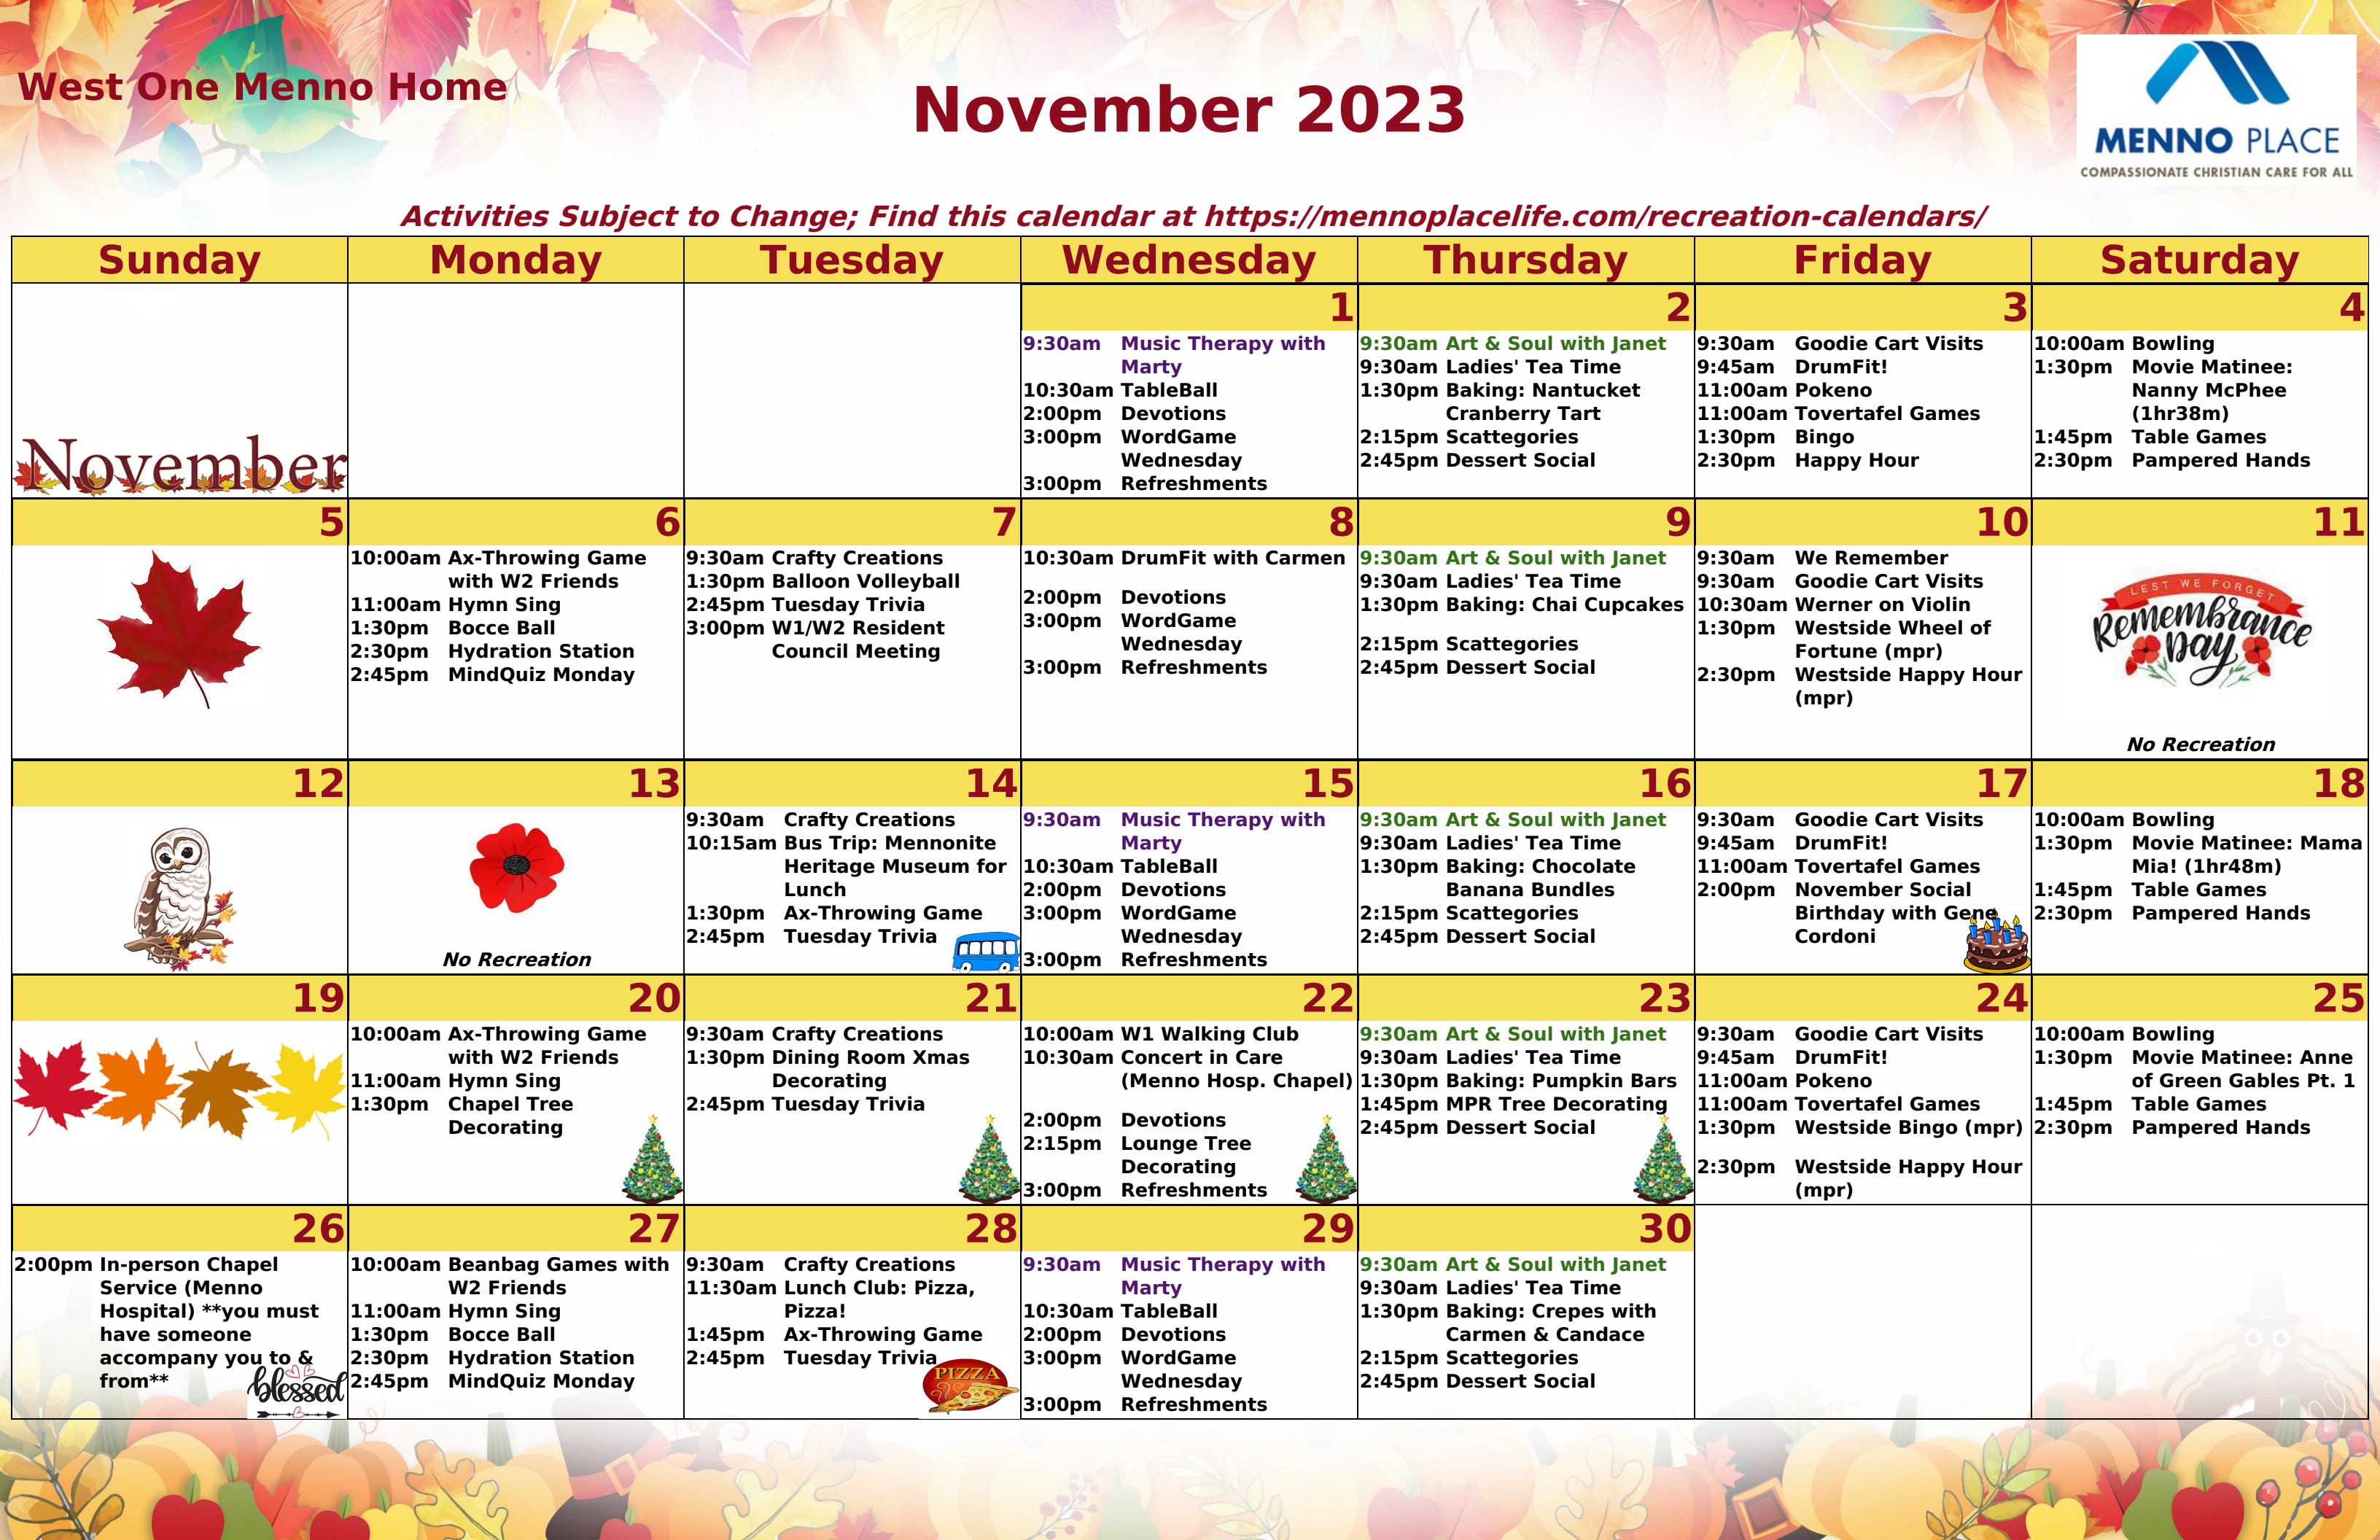 West One Menno Home
November 2023
MENNO PLACE
COMPASSIONATE CHRISTIAN CARE FOR ALL
Activities Subject to Change; Find this calendar at https://mennoplacelife.com/recreation-calendars/
Sunday Monday Tuesday Wednesday Thursday Friday Saturday
November
1
9:30am Music Therapy with
Marty
10:30am TableBall
2:00pm Devotions
3:00pm WordGame
Wednesday
3:00pm Refreshments
2
9:30am Art & Soul with Janet
9:30am Ladies' Tea Time
1:30pm Baking: Nantucket
Cranberry Tart
2:15pm Scattegories
2:45pm Dessert Social
3
9:30am Goodie Cart Visits
9:45am DrumFit!
11:00am Pokeno
11:00am Tovertafel Games
1:30pm Bingo
2:30pm Happy Hour
4
10:00am Bowling
1:30pm Movie Matinee:
Nanny McPhee
(1hr38m)
1:45pm Table Games
2:30pm Pampered Hands
5
6
10:00am Ax-Throwing Game
with W2 Friends
11:00am Hymn Sing
1:30pm Bocce Ball
2:30pm Hydration Station
2:45pm MindQuiz Monday
7
9:30am Crafty Creations
1:30pm Balloon Volleyball
2:45pm Tuesday Trivia
3:00pm W1/W2 Resident
Council Meeting
8
10:30am DrumFit with Carmen
2:00pm Devotions
3:00pm WordGame
Wednesday
3:00pm Refreshments
9
9:30am Art & Soul with Janet
9:30am Ladies' Tea Time
1:30pm Baking: Chai Cupcakes
2:15pm Scattegories
2:45pm Dessert Social
10
9:30am We Remember
9:30am Goodie Cart Visits
10:30am Werner on Violin
1:30pm Westside Wheel of
Fortune (mpr)
2:30pm Westside Happy Hour
(mpr)
11
LEST WE FORGET
Remembrance
Day
No Recreation
12
13
No Recreation
14
9:30am Crafty Creations
10:15am Bus Trip: Mennonite
Heritage Museum for
Lunch
1:30pm Ax-Throwing Game
2:45pm Tuesday Trivia
15
9:30am Music Therapy with
Marty
10:30am TableBall
2:00pm Devotions
3:00pm WordGame
Wednesday
3:00pm Refreshments
16
9:30am Art & Soul with Janet
9:30am Ladies' Tea Time
1:30pm Baking: Chocolate
Banana Bundles
2:15pm Scattegories
2:45pm Dessert Social
17
9:30am Goodie Cart Visits
9:45am DrumFit!
11:00am Tovertafel Games
2:00pm November Social
Birthday with Gene
Cordoni
18
10:00am Bowling
1:30pm Movie Matinee: Mama
Mia! (1hr48m)
1:45pm Table Games
2:30pm Pampered Hands
19
20
10:00am Ax-Throwing Game
with W2 Friends
11:00am Hymn Sing
1:30pm Chapel Tree
Decorating
21
9:30am Crafty Creations
1:30pm Dining Room Xmas
Decorating
2:45pm Tuesday Trivia
22
10:00am W1 Walking Club
10:30am Concert in Care
(Menno Hosp. Chapel)
2:00pm Devotions
2:15pm Lounge Tree
Decorating
3:00pm Refreshments
23
9:30am Art & Soul with Janet
9:30am Ladies' Tea Time
1:30pm Baking: Pumpkin Bars
1:45pm MPR Tree Decorating
2:45pm Dessert Social
24
9:30am Goodie Cart Visits
9:45am DrumFit!
11:00am Pokeno
11:00am Tovertafel Games
1:30pm Westside Bingo (mpr)
2:30pm Westside Happy Hour
(mpr)
25
10:00am Bowling
1:30pm Movie Matinee: Anne
of Green Gables Pt. 1
1:45pm Table Games
2:30pm Pampered Hands
26
2:00pm In-person Chapel
Service (Menno
Hospital) **you must
have someone
accompany you to &
from**
blessed
27
10:00am Beanbag Games with
W2 Friends
11:00am Hymn Sing
1:30pm Bocce Ball
2:30pm Hydration Station
2:45pm MindQuiz Monday
28
9:30am Crafty Creations
11:30am Lunch Club: Pizza,
Pizza!
1:45pm Ax-Throwing Game
2:45pm Tuesday Trivia
PIZZA
29
9:30am Music Therapy with
Marty
10:30am TableBall
2:00pm Devotions
3:00pm WordGame
Wednesday
3:00pm Refreshments
30
9:30am Art & Soul with Janet
9:30am Ladies' Tea Time
1:30pm Baking: Crepes with
Carmen & Candace
2:15pm Scattegories
2:45pm Dessert Social